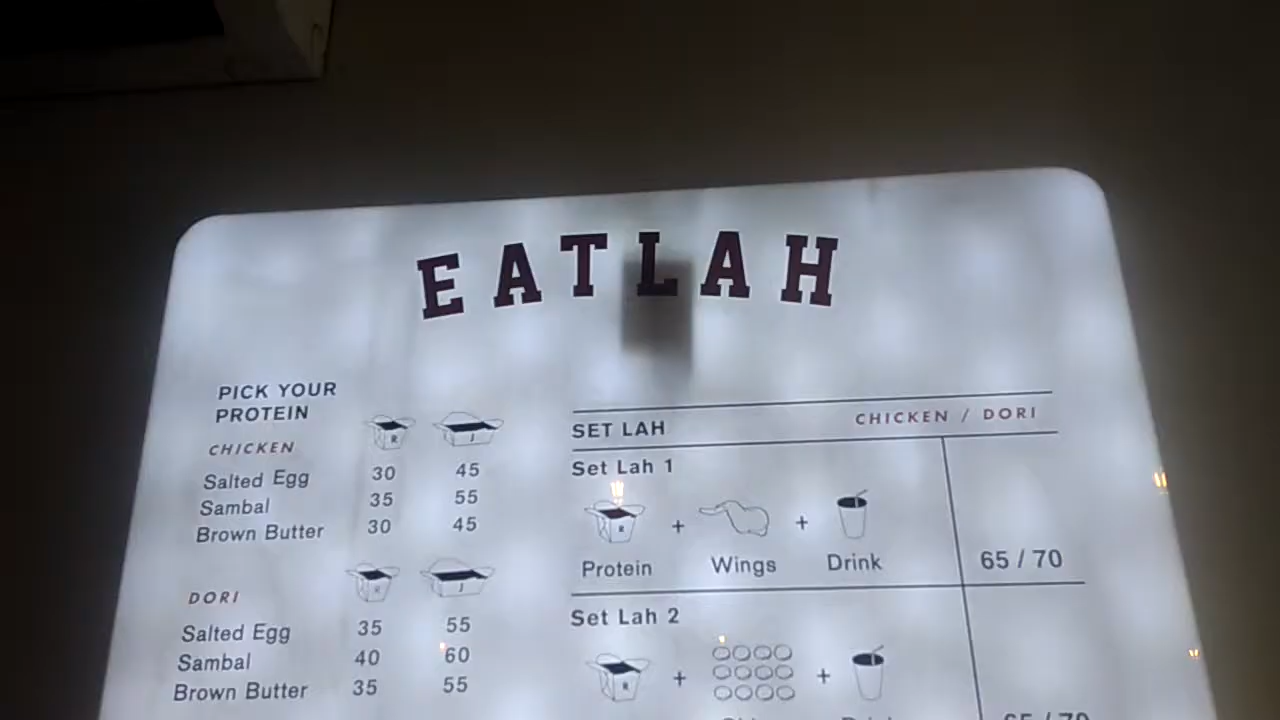 EATLAH
PICK YOUR
PROTEIN
CHICKEN R J
Salted Egg 30 45
Sambal 35 55
Brown Butter 30 45
DORI R J
Salted Egg 35 55
Sambal 40 60
Brown Butter 35 55
SET LAH CHICKEN / DORI
Set Lah 1
R + + 
Protein Wings Drink 65 / 70
Set Lah 2
R + +
65 / 70